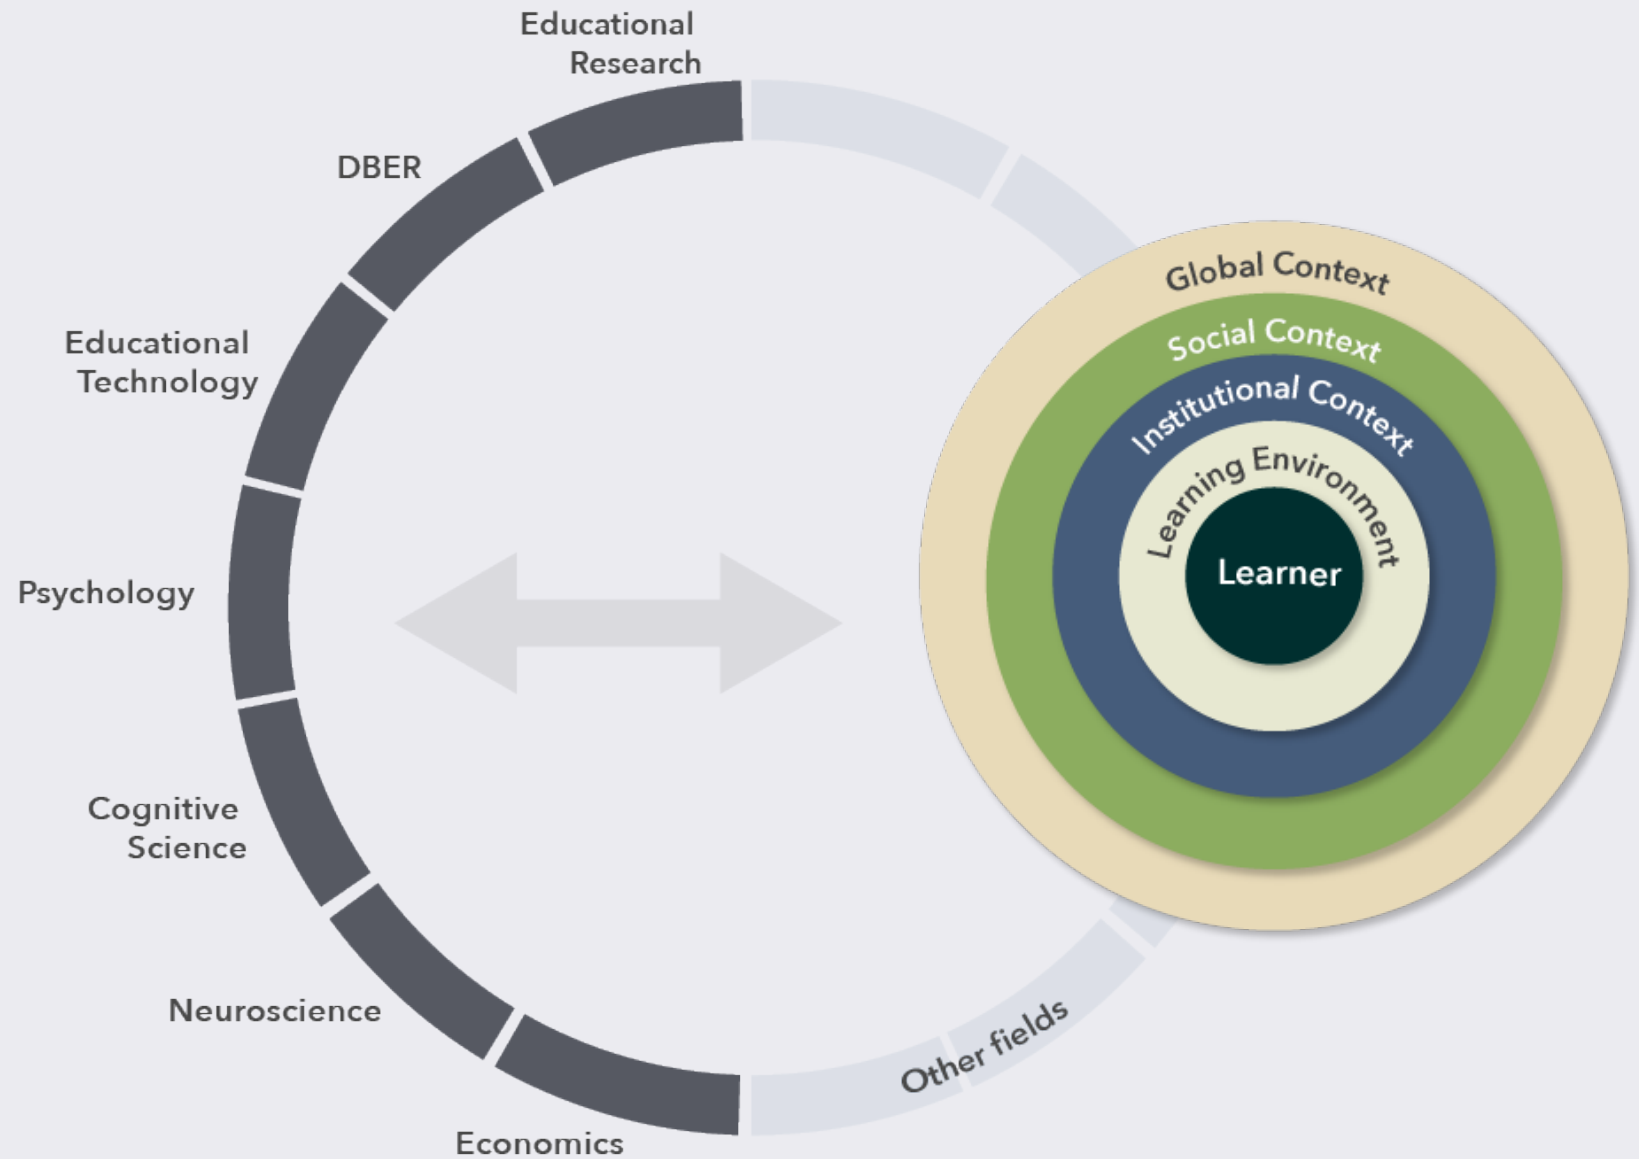 Educational
Research
DBER
Educational
Technology
Psychology
Cognitive
Science
Neuroscience
Economics
Other fields
Global Context
Social Context
Institutional Context
Learning Environment
Learner